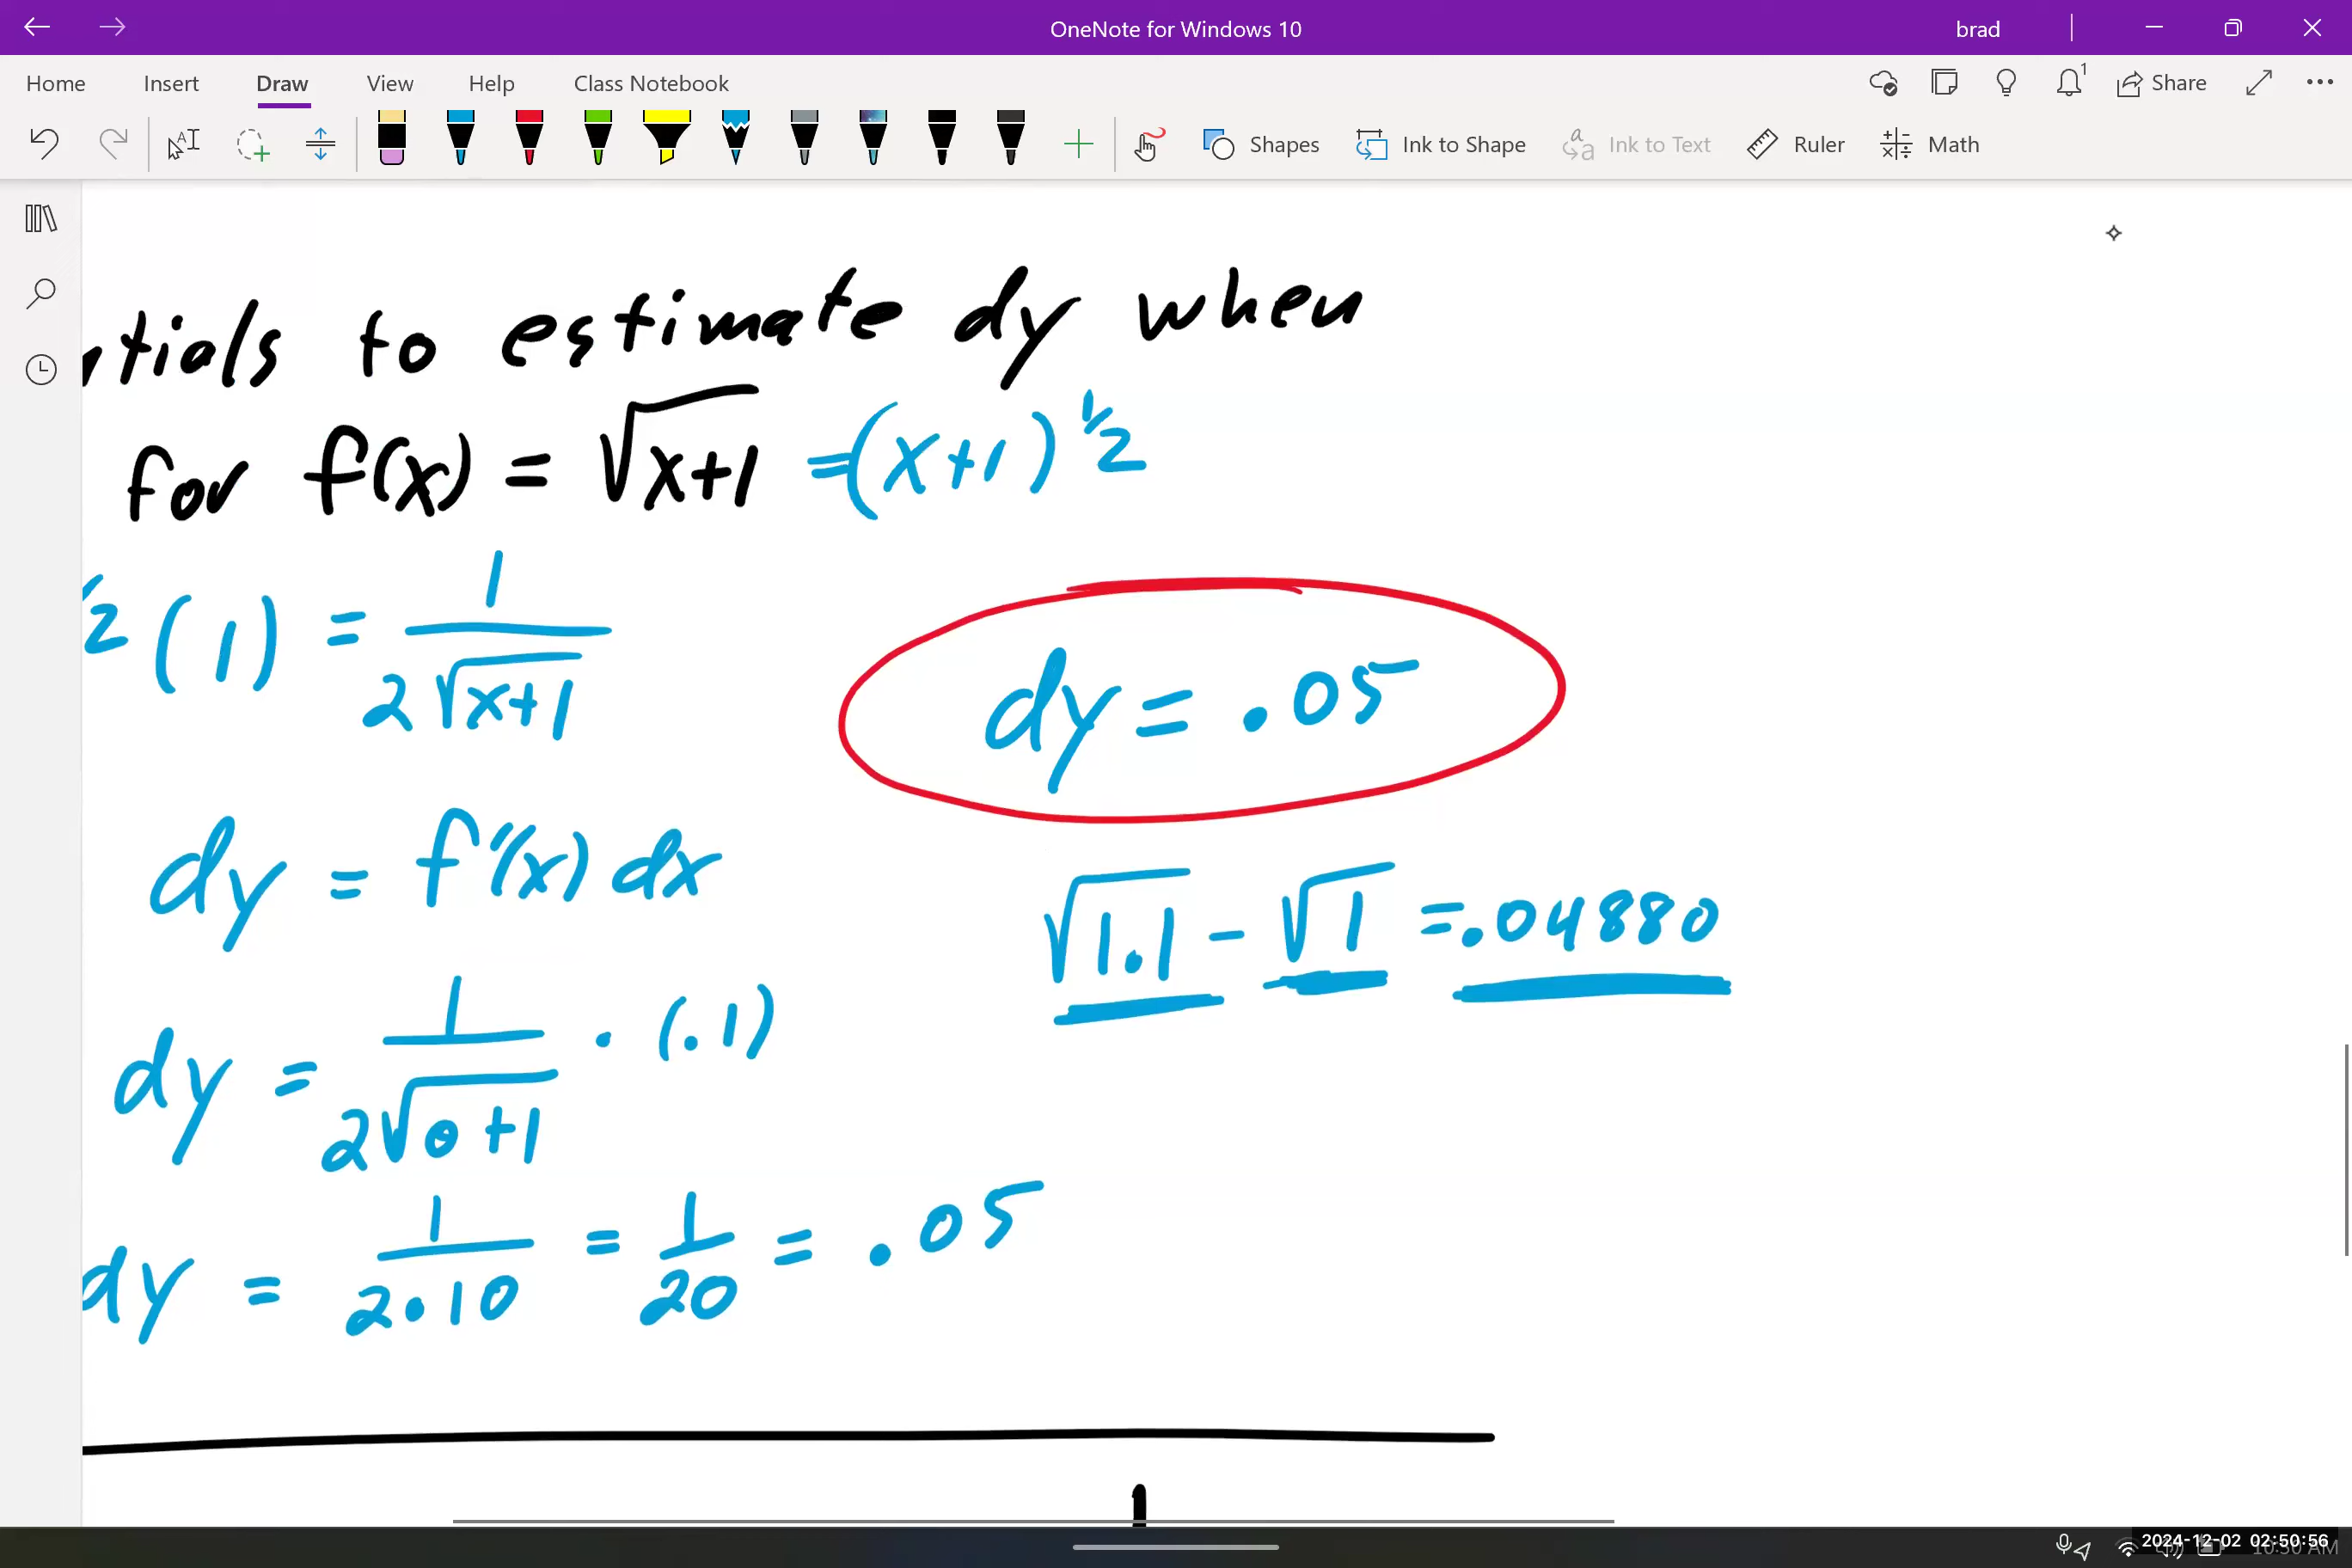 OneNote for Windows 10
brad
Home Insert Draw View Help Class Notebook
1
Share
Shapes Ink to Shape Ink to Text Ruler Math
ntials to estimate dy when
for f(x) = √x+1 =(x+1)^1/2
1/2 (1) = 1/(2√x+1)
dy = .05
dy = f'(x) dx
√1.1 - √1 = .04880
dy = 1/(2√0+1) · (.1)
dy = 1/(2·10) = 1/20 = .05
2024-12-02 02:50:56